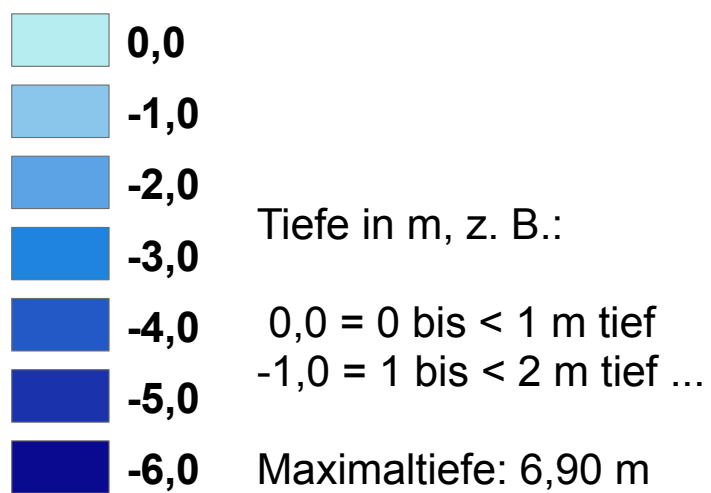 0,0
-1,0
-2,0
-3,0
-4,0
-5,0
-6,0
Tiefe in m, z. B.:
0,0 = 0 bis < 1 m tief
-1,0 = 1 bis < 2 m tief ...
Maximaltiefe: 6,90 m